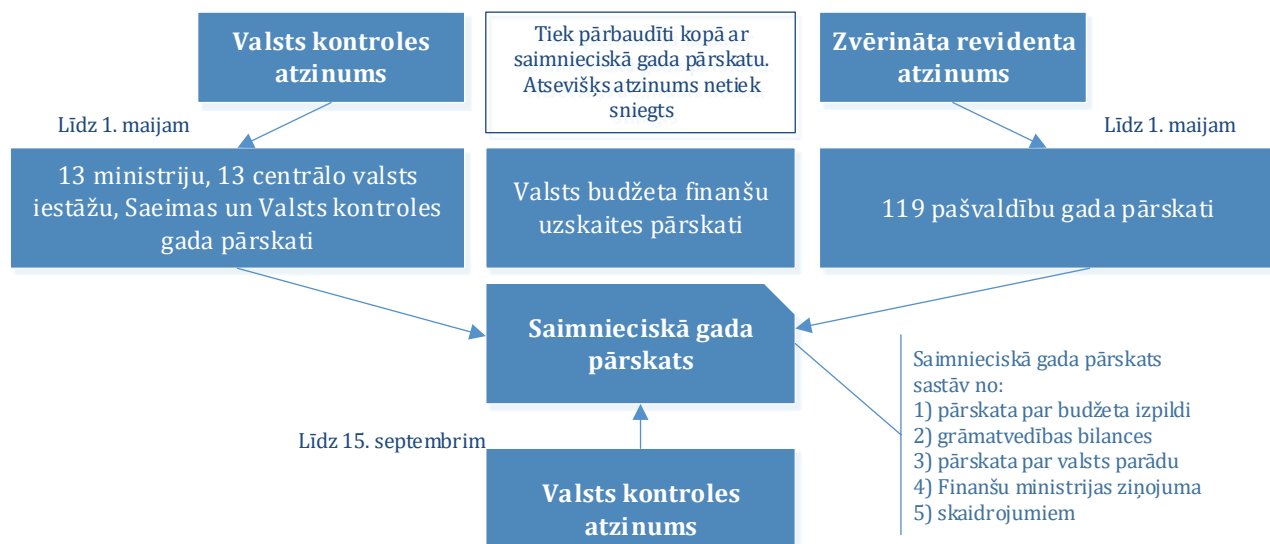 Valsts kontroles
atzinums
Tiek pārbaudīti kopā ar
saimnieciskā gada pārskatu.
Atsevišķs atzinums netiek
sniegts
Zvērināta revidenta
atzinums
Līdz 1. maijam
Līdz 1. maijam
13 ministriju, 13 centrālo valsts
iestāžu, Saeimas un Valsts kontroles
gada pārskati
Valsts budžeta finanšu
uzskaites pārskati
119 pašvaldību gada pārskati
Saimnieciskā gada
pārskats
Saimnieciskā gada pārskats
sastāv no:
1) pārskata par budžeta izpildi
2) grāmatvedības bilances
3) pārskata par valsts parādu
4) Finanšu ministrijas ziņojuma
5) skaidrojumiem
Līdz 15. septembrim
Valsts kontroles
atzinums